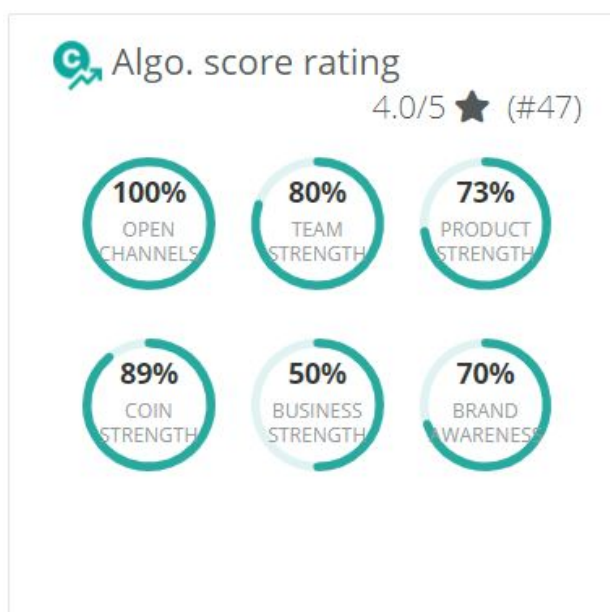 C
Algo. score rating
4.0/5 ★ (#47)
100%
OPEN
CHANNELS
80%
TEAM
STRENGTH
73%
PRODUCT
STRENGTH
89%
COIN
STRENGTH
50%
BUSINESS
STRENGTH
70%
BRAND
AWARENESS